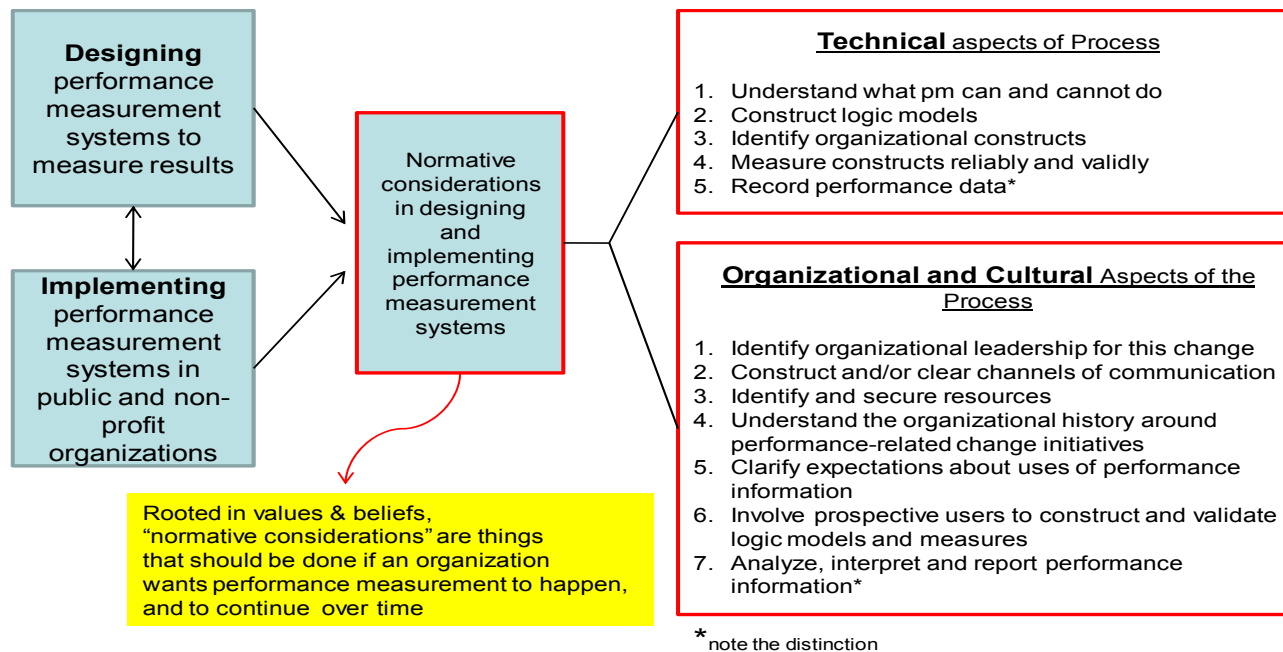 Designing
performance
measurement
systems to
measure results
Implementing
performance
measurement
systems in
public and non-
profit
organizations
Normative
considerations
in designing
and
implementing
performance
measurement
systems
Rooted in values & beliefs,
“normative considerations” are things
that should be done if an organization
wants performance measurement to happen,
and to continue over time
Technical aspects of Process
1. Understand what pm can and cannot do
2. Construct logic models
3. Identify organizational constructs
4. Measure constructs reliably and validly
5. Record performance data*
Organizational and Cultural Aspects of the
Process
1. Identify organizational leadership for this change
2. Construct and/or clear channels of communication
3. Identify and secure resources
4. Understand the organizational history around
performance-related change initiatives
5. Clarify expectations about uses of performance
information
6. Involve prospective users to construct and validate
logic models and measures
7. Analyze, interpret and report performance
information*
*note the distinction